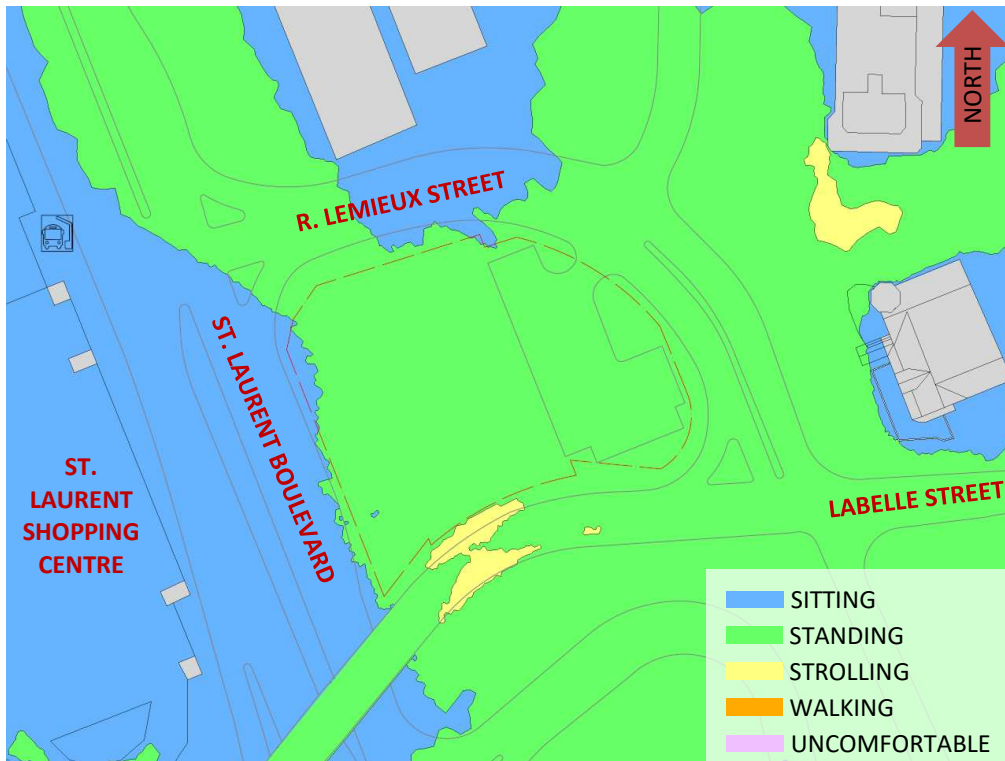 NORTH
R. LEMIEUX STREET
ST. LAURENT BOULEVARD
ST.
LAURENT
SHOPPING
CENTRE
LABELLE STREET
SITTING
STANDING
STROLLING
WALKING
UNCOMFORTABLE